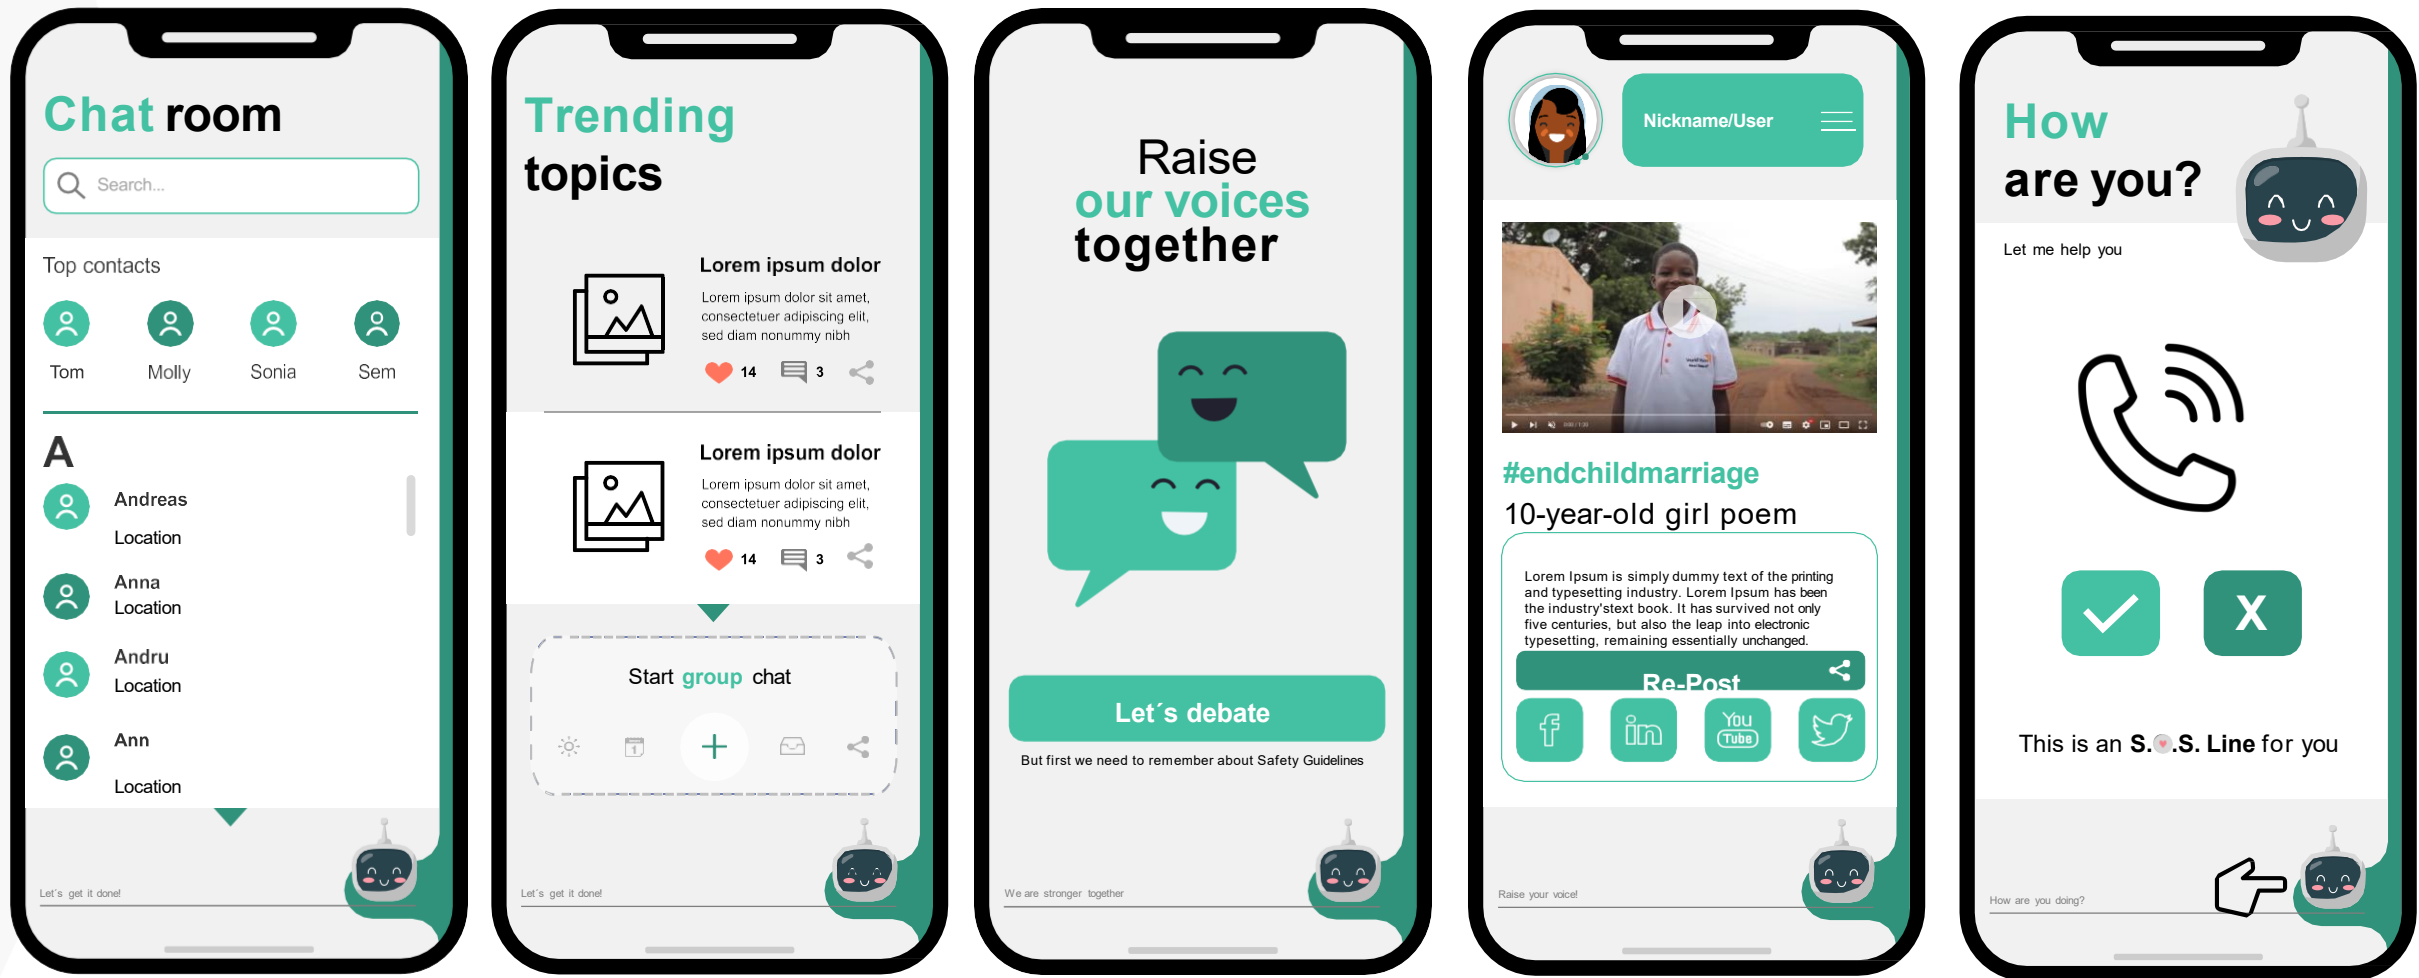 Chat room
Search...
Top contacts
Tom Molly Sonia Sem
A
Andreas
Location
Anna
Location
Andru
Location
Ann
Location
Let´s get it done!
Trending
topics
Lorem ipsum dolor
Lorem ipsum dolor sit amet,
consectetuer adipiscing elit,
sed diam nonummy nibh
14 3
Lorem ipsum dolor
Lorem ipsum dolor sit amet,
consectetuer adipiscing elit,
sed diam nonummy nibh
14 3
Start group chat
1
Let´s get it done!
Raise
our voices
together
Let´s debate
But first we need to remember about Safety Guidelines
We are stronger together
Nickname/User
#endchildmarriage
10-year-old girl poem
Lorem Ipsum is simply dummy text of the printing
and typesetting industry. Lorem Ipsum has been
the industry'stext book. It has survived not only
five centuries, but also the leap into electronic
typesetting, remaining essentially unchanged.
Re-Post
f in You Tube
Raise your voice!
How
are you?
Let me help you
X
This is an S.O.S. Line for you
How are you doing?